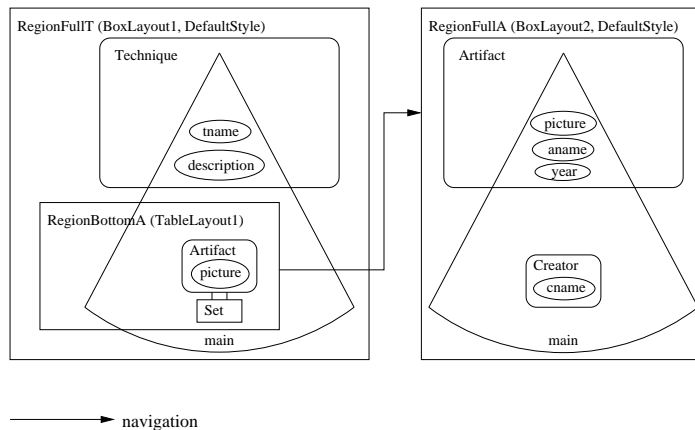 RegionFullT (BoxLayout1, DefaultStyle)
Technique
tname
description
RegionBottomA (TableLayout1)
Artifact
picture
Set
main
RegionFullA (BoxLayout2, DefaultStyle)
Artifact
picture
aname
year
Creator
cname
main
navigation